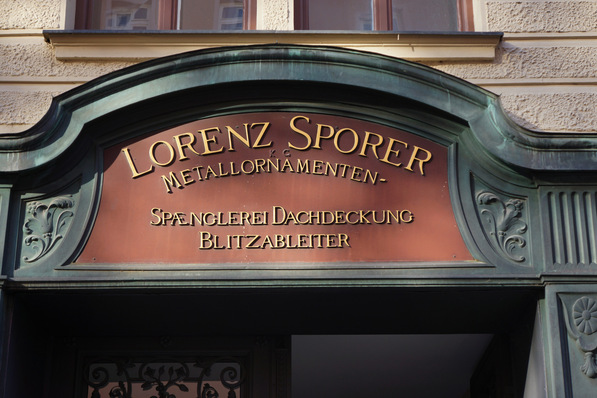 LORENZ SPORER
K C
METALLORNAMENTEN-
SPÆNGLEREI DACHDECKUNG
BLITZABLEITER